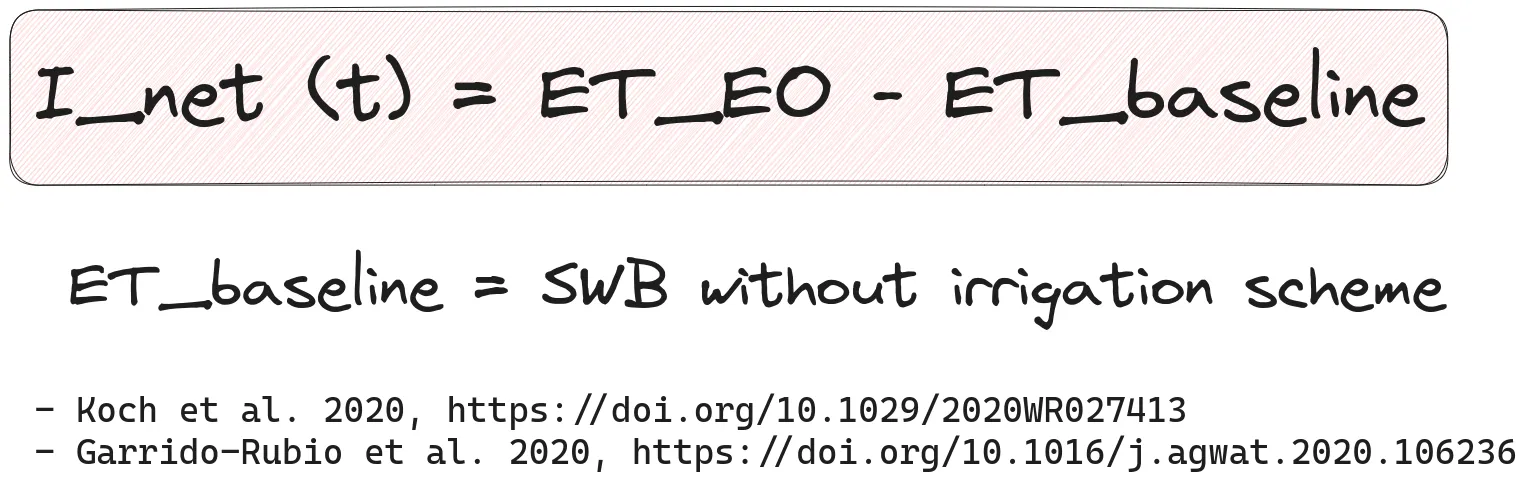 I_net (t) = ET_EO - ET_baseline
ET_baseline = SWB without irrigation scheme
- Koch et al. 2020, https://doi.org/10.1029/2020WR027413
- Garrido-Rubio et al. 2020, https://doi.org/10.1016/j.agwat.2020.106236